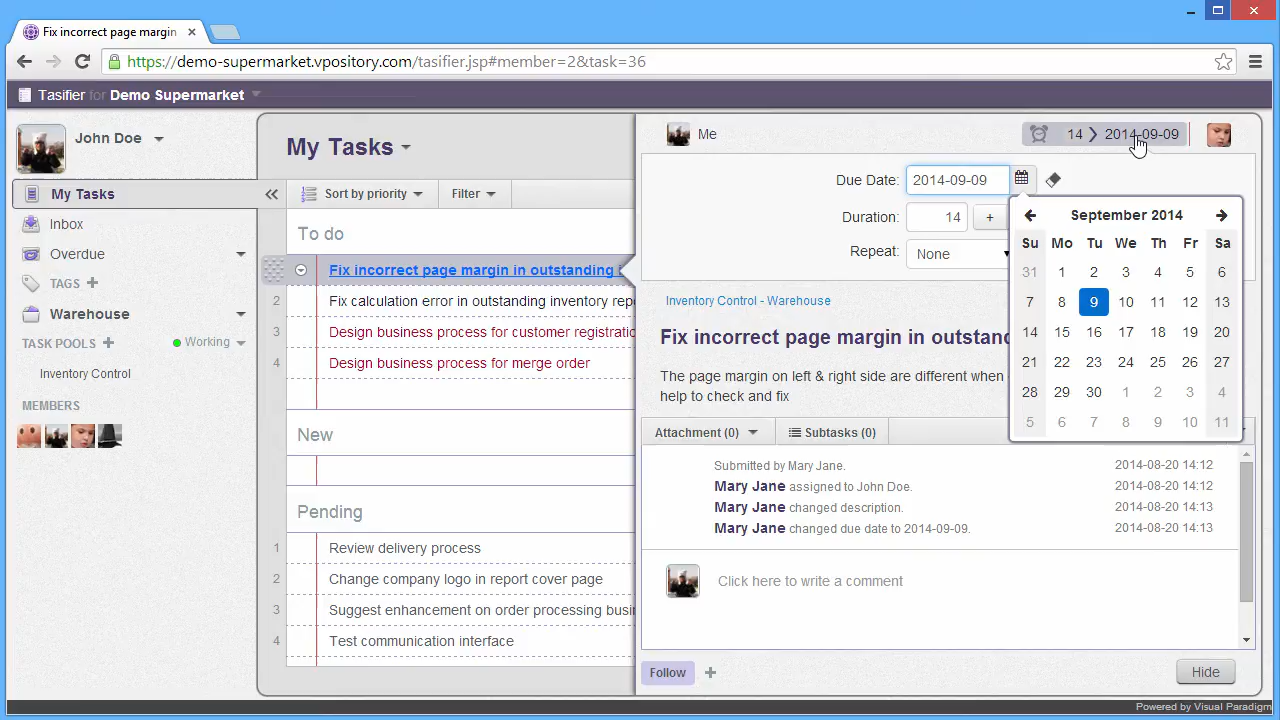 Fix incorrect page margin
https://demo-supermarket.vpository.com/tasifier.jsp#member=2&task=36
Tasifier for Demo Supermarket
John Doe
My Tasks
Inbox
Overdue
TAGS
Warehouse
TASK POOLS
Working
Inventory Control
MEMBERS
My Tasks
Sort by priority
Filter
To do
Fix incorrect page margin in outstanding
2 Fix calculation error in outstanding inventory repo
3 Design business process for customer registratio
4 Design business process for merge order
New
Pending
1 Review delivery process
2 Change company logo in report cover page
3 Suggest enhancement on order processing busi
4 Test communication interface
Me
14 2014-09-09
Due Date: 2014-09-09
Duration: 14 +
Repeat: None
September 2014
Su Mo Tu We Th Fr Sa
31 1 2 3 4 5 6
7 8 9 10 11 12 13
14 15 16 17 18 19 20
21 22 23 24 25 26 27
28 29 30 1 2 3 4
5 6 7 8 9 10 11
Inventory Control - Warehouse
Fix incorrect page margin in outstand
The page margin on left & right side are different when
help to check and fix
Attachment (0)
Subtasks (0)
Submitted by Mary Jane. 2014-08-20 14:12
Mary Jane assigned to John Doe. 2014-08-20 14:12
Mary Jane changed description. 2014-08-20 14:13
Mary Jane changed due date to 2014-09-09. 2014-08-20 14:13
Click here to write a comment
Follow
Hide
Powered by Visual Paradigm